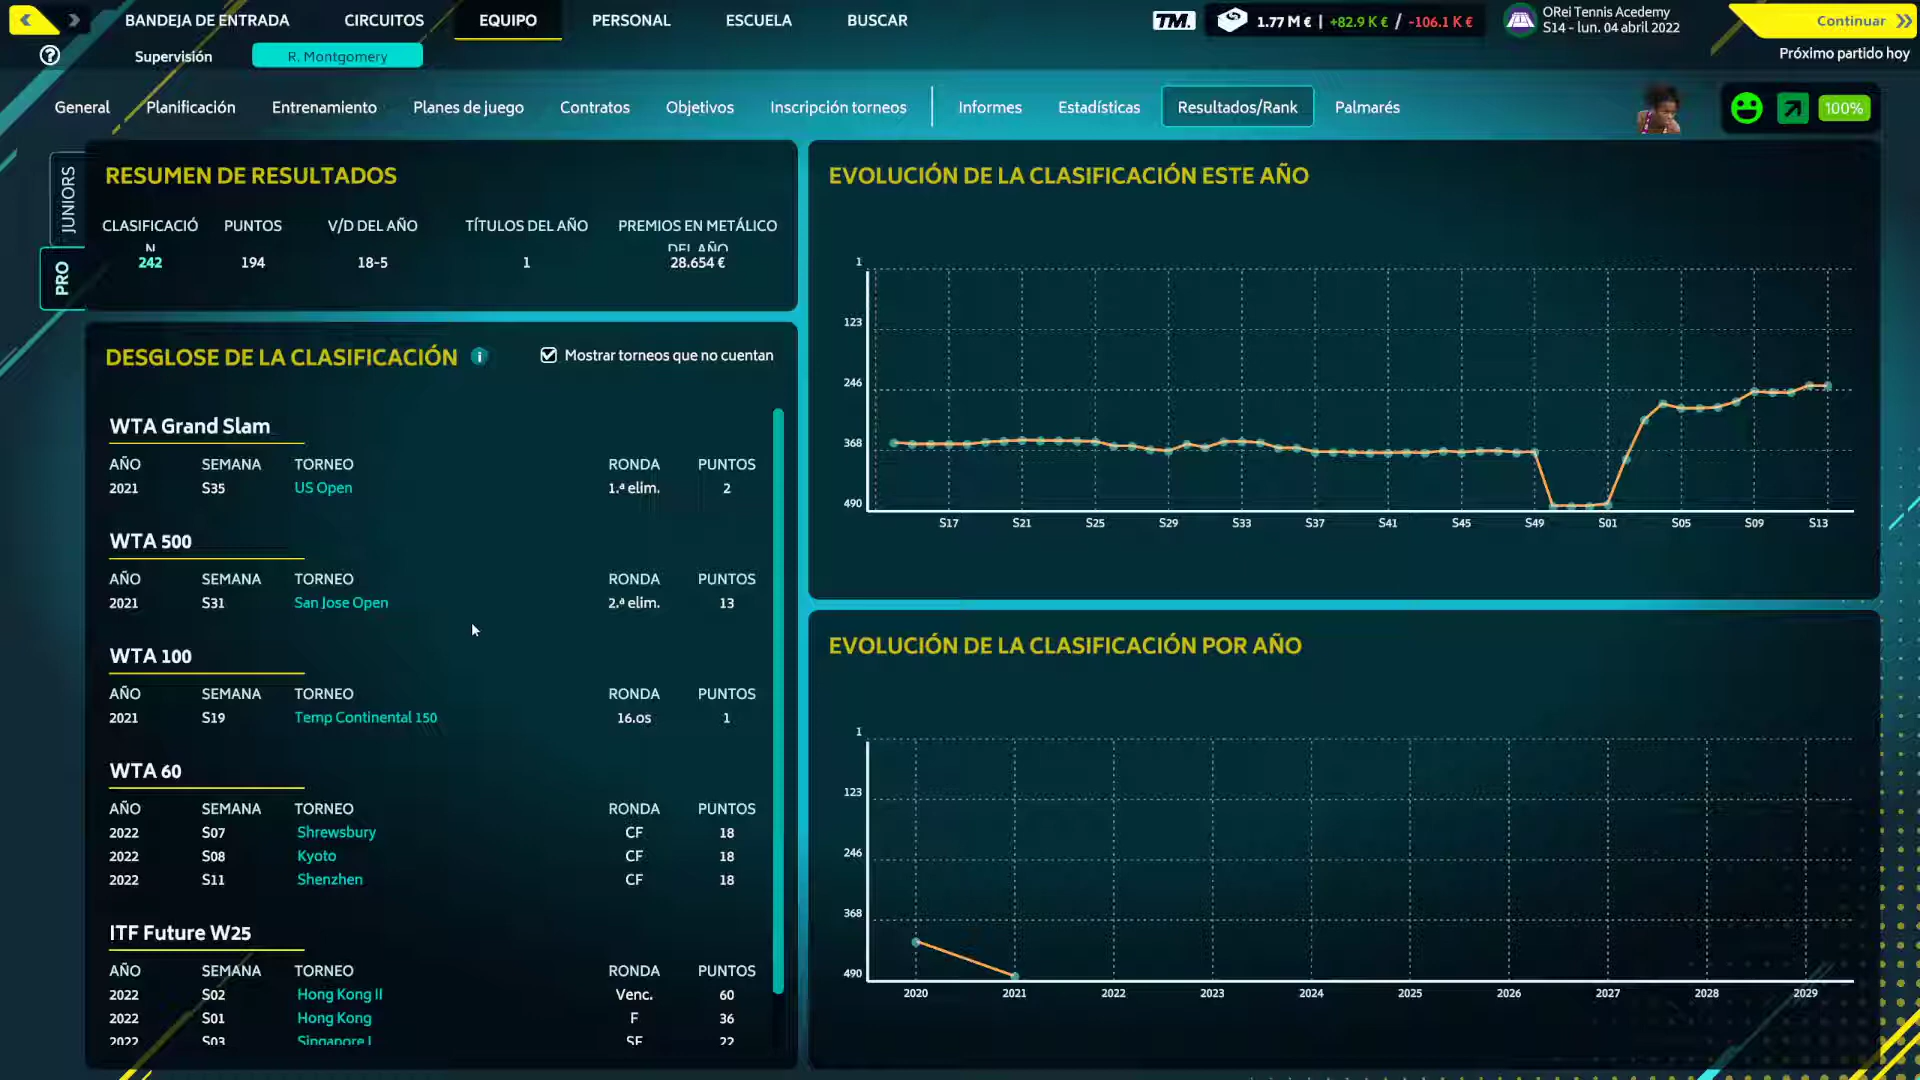 BANDEJA DE ENTRADA CIRCUITOS EQUIPO PERSONAL ESCUELA BUSCAR
TM. 1.77 M € | +82.9 K € / -106.1 K €
ORei Tennis Acedemy
S14 - lun. 04 abril 2022
Continuar
Próximo partido hoy
Supervisión R. Montgomery
General Planificación Entrenamiento Planes de juego Contratos Objetivos Inscripción torneos Informes Estadísticas Resultados/Rank Palmarés
100%
JUNIORS
PRO
RESUMEN DE RESULTADOS
CLASIFICACIÓN PUNTOS V/D DEL AÑO TÍTULOS DEL AÑO PREMIOS EN METÁLICO DEL AÑO
242 194 18-5 1 28.654 €
DESGLOSE DE LA CLASIFICACIÓN i Mostrar torneos que no cuentan
WTA Grand Slam
AÑO SEMANA TORNEO RONDA PUNTOS
2021 S35 US Open 1.ª elim. 2
WTA 500
AÑO SEMANA TORNEO RONDA PUNTOS
2021 S31 San Jose Open 2.ª elim. 13
WTA 100
AÑO SEMANA TORNEO RONDA PUNTOS
2021 S19 Temp Continental 150 16.os 1
WTA 60
AÑO SEMANA TORNEO RONDA PUNTOS
2022 S07 Shrewsbury CF 18
2022 S08 Kyoto CF 18
2022 S11 Shenzhen CF 18
ITF Future W25
AÑO SEMANA TORNEO RONDA PUNTOS
2022 S02 Hong Kong II Venc. 60
2022 S01 Hong Kong F 36
2022 S03 Singapore I SF 22
EVOLUCIÓN DE LA CLASIFICACIÓN ESTE AÑO
1
123
246
368
490
S17 S21 S25 S29 S33 S37 S41 S45 S49 S01 S05 S09 S13
EVOLUCIÓN DE LA CLASIFICACIÓN POR AÑO
1
123
246
368
490
2020 2021 2022 2023 2024 2025 2026 2027 2028 2029